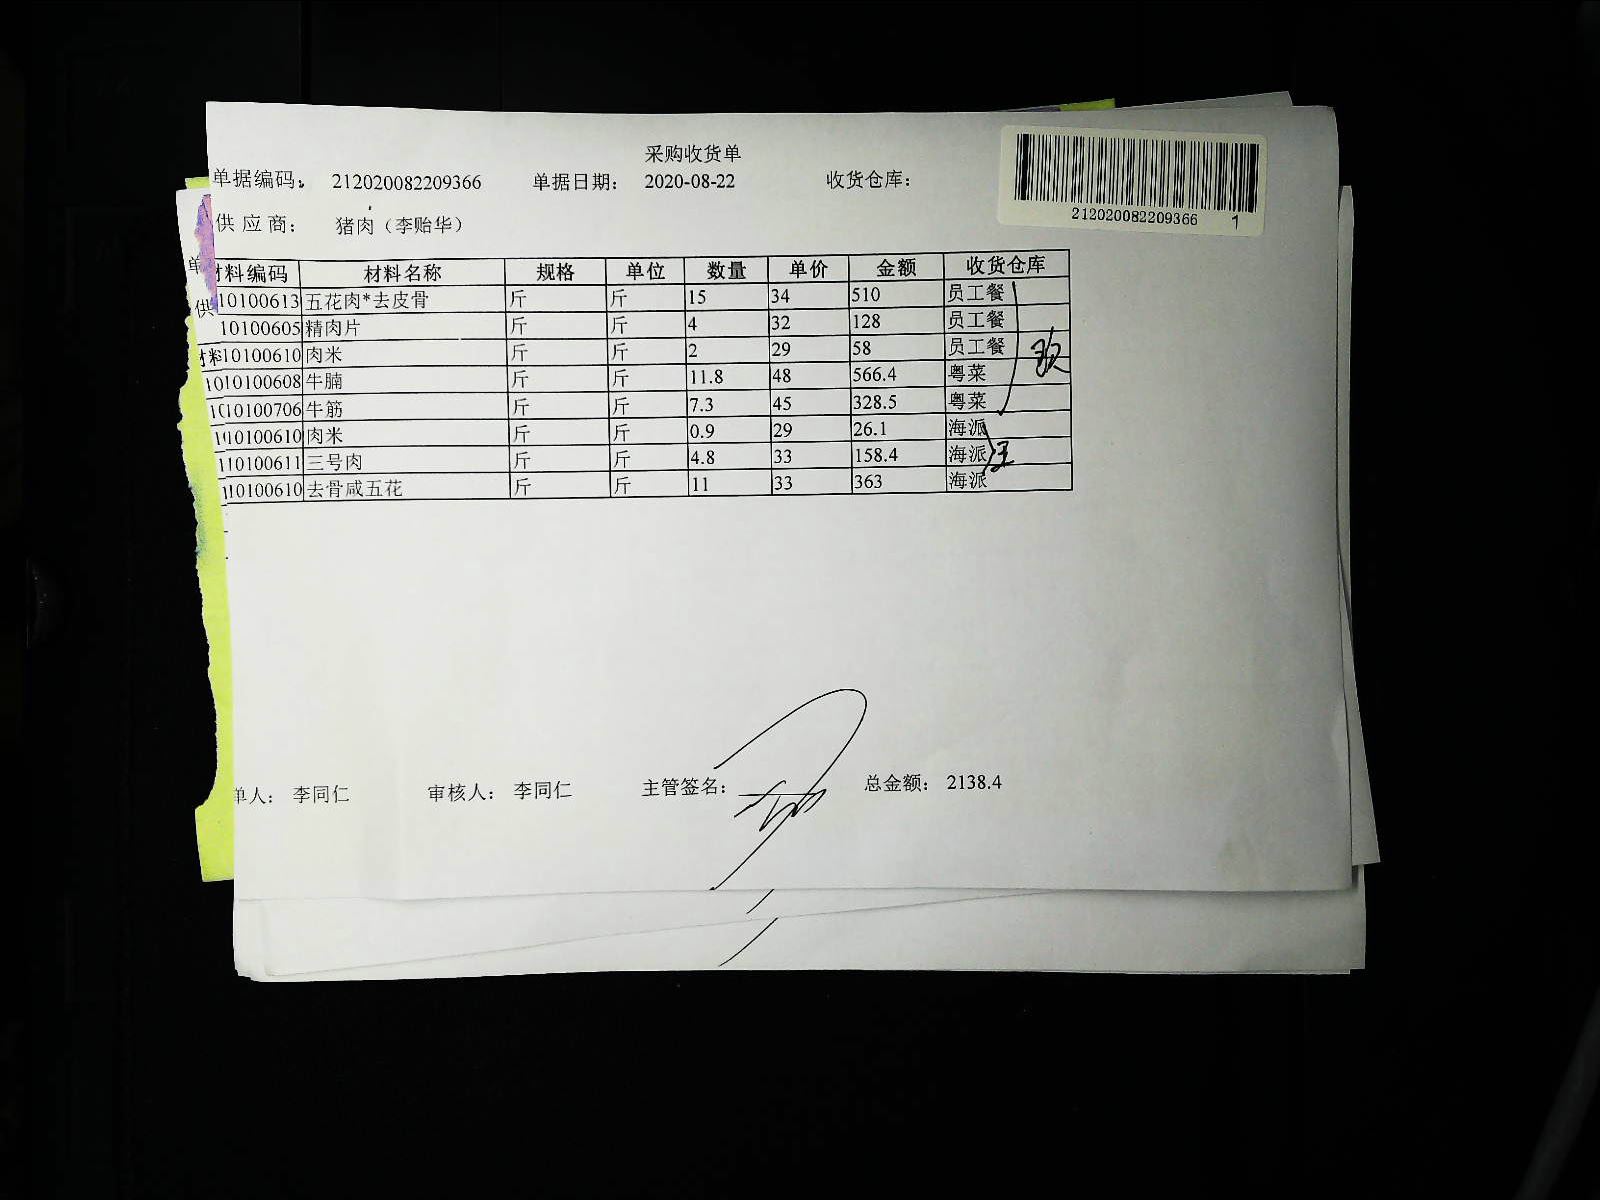 采购收货单
单据编码: 212020082209366 单据日期: 2020-08-22 收货仓库:
212020082209366 1
供应商: 猪肉（李贻华）
材料编码 材料名称 规格 单位 数量 单价 金额 收货仓库
10100613 五花肉*去皮骨 斤 斤 15 34 510 员工餐
10100605 精肉片 斤 斤 4 32 128 员工餐
10100610 肉米 斤 斤 2 29 58 员工餐
10100608 牛腩 斤 斤 11.8 48 566.4 粤菜
10100706 牛筋 斤 斤 7.3 45 328.5 粤菜
10100610 肉米 斤 斤 0.9 29 26.1 海派
10100611 三号肉 斤 斤 4.8 33 158.4 海派
10100610 去骨咸五花 斤 斤 11 33 363 海派
单人: 李同仁 审核人: 李同仁 主管签名: 总金额: 2138.4